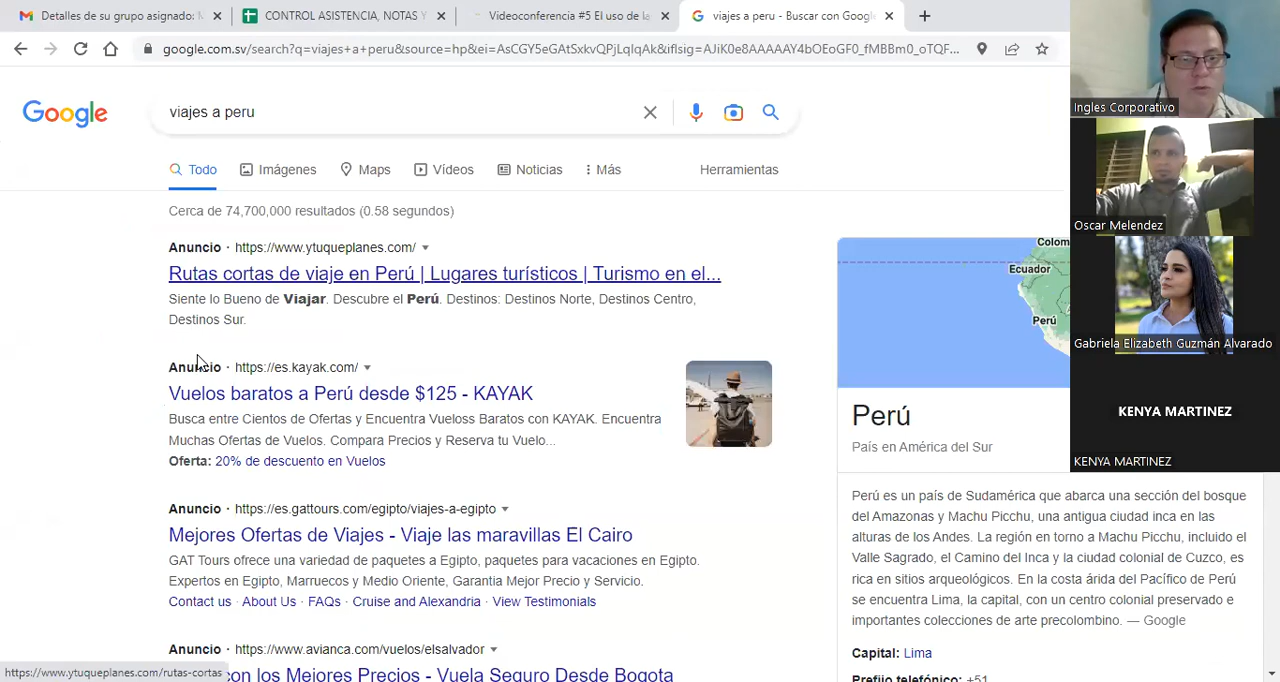 Detalles de su grupo asignado:
CONTROL ASISTENCIA, NOTAS Y
Videoconferencia #5 El uso de la
viajes a peru - Buscar con Google
google.com.sv/search?q=viajes+a+peru&source=hp&ei=AsCGY5eGAtSxkvQPjLqIqAk&iflsig=AJiK0e8AAAAAY4bOEoGF0_fMBBm0_oTQF...
Google
viajes a peru
Todo
Imágenes
Maps
Vídeos
Noticias
Más
Herramientas
Cerca de 74,700,000 resultados (0.58 segundos)
Anuncio · https://www.ytuqueplanes.com/
Rutas cortas de viaje en Perú | Lugares turísticos | Turismo en el...
Siente lo Bueno de Viajar. Descubre el Perú. Destinos: Destinos Norte, Destinos Centro,
Destinos Sur.
Anuncio · https://es.kayak.com/
Vuelos baratos a Perú desde $125 - KAYAK
Busca entre Cientos de Ofertas y Encuentra Vueloss Baratos con KAYAK. Encuentra
Muchas Ofertas de Vuelos. Compara Precios y Reserva tu Vuelo...
Oferta: 20% de descuento en Vuelos
Anuncio · https://es.gattours.com/egipto/viajes-a-egipto
Mejores Ofertas de Viajes - Viaje las maravillas El Cairo
GAT Tours ofrece una variedad de paquetes a Egipto, paquetes para vacaciones en Egipto.
Expertos en Egipto, Marruecos y Medio Oriente, Garantia Mejor Precio y Servicio.
Contact us · About Us · FAQs · Cruise and Alexandria · View Testimonials
Anuncio · https://www.avianca.com/vuelos/elsalvador
con los Mejores Precios - Vuela Seguro Desde Bogota
https://www.ytuqueplanes.com/rutas-cortas
Colom
Ecuador
Perú
Perú
País en América del Sur
Perú es un país de Sudamérica que abarca una sección del bosque
del Amazonas y Machu Picchu, una antigua ciudad inca en las
alturas de los Andes. La región en torno a Machu Picchu, incluido el
Valle Sagrado, el Camino del Inca y la ciudad colonial de Cuzco, es
rica en sitios arqueológicos. En la costa árida del Pacífico de Perú
se encuentra Lima, la capital, con un centro colonial preservado e
importantes colecciones de arte precolombino. — Google
Capital: Lima
Prefijo telefónico: +51
Ingles Corporativo
Oscar Melendez
Gabriela Elizabeth Guzmán Alvarado
KENYA MARTINEZ
KENYA MARTINEZ